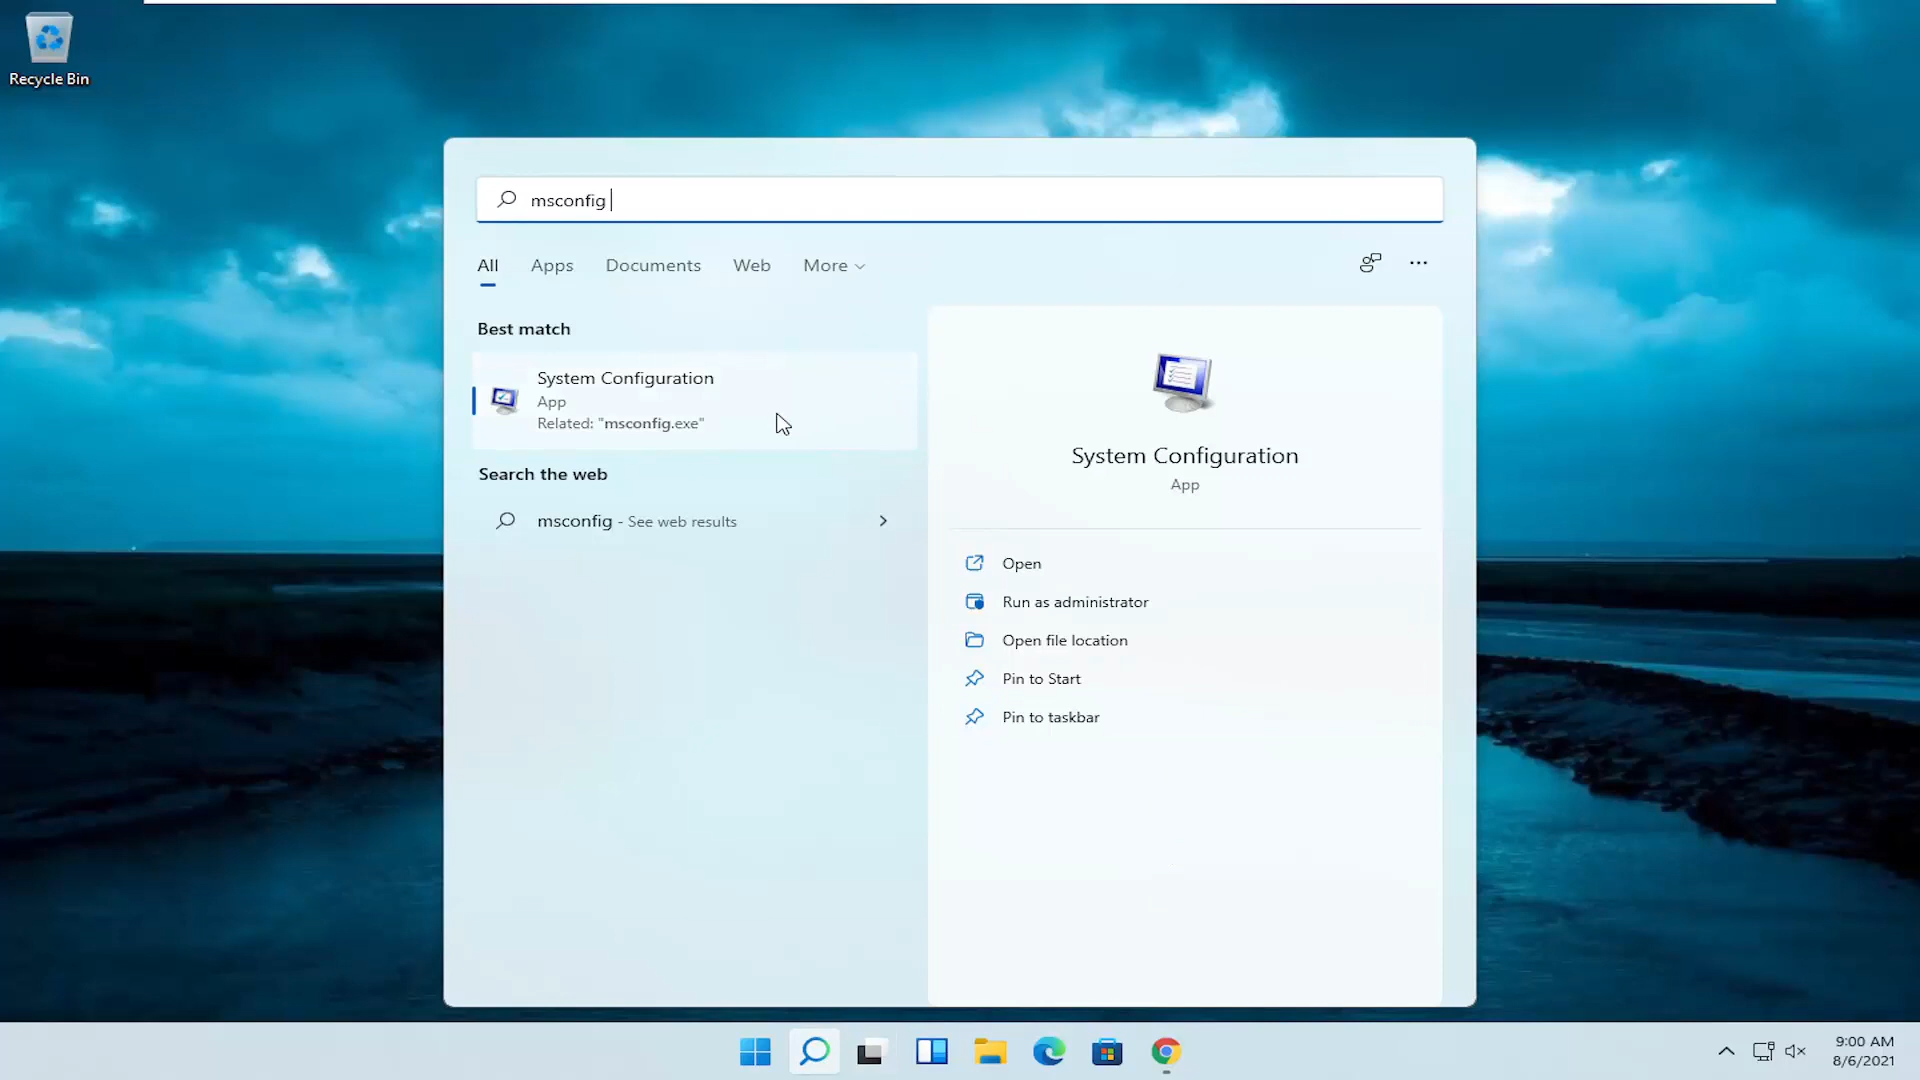 Recycle Bin
msconfig
All Apps Documents Web More
Best match
System Configuration
App
Related: "msconfig.exe"
Search the web
msconfig - See web results
System Configuration
App
Open
Run as administrator
Open file location
Pin to Start
Pin to taskbar
9:00 AM
8/6/2021